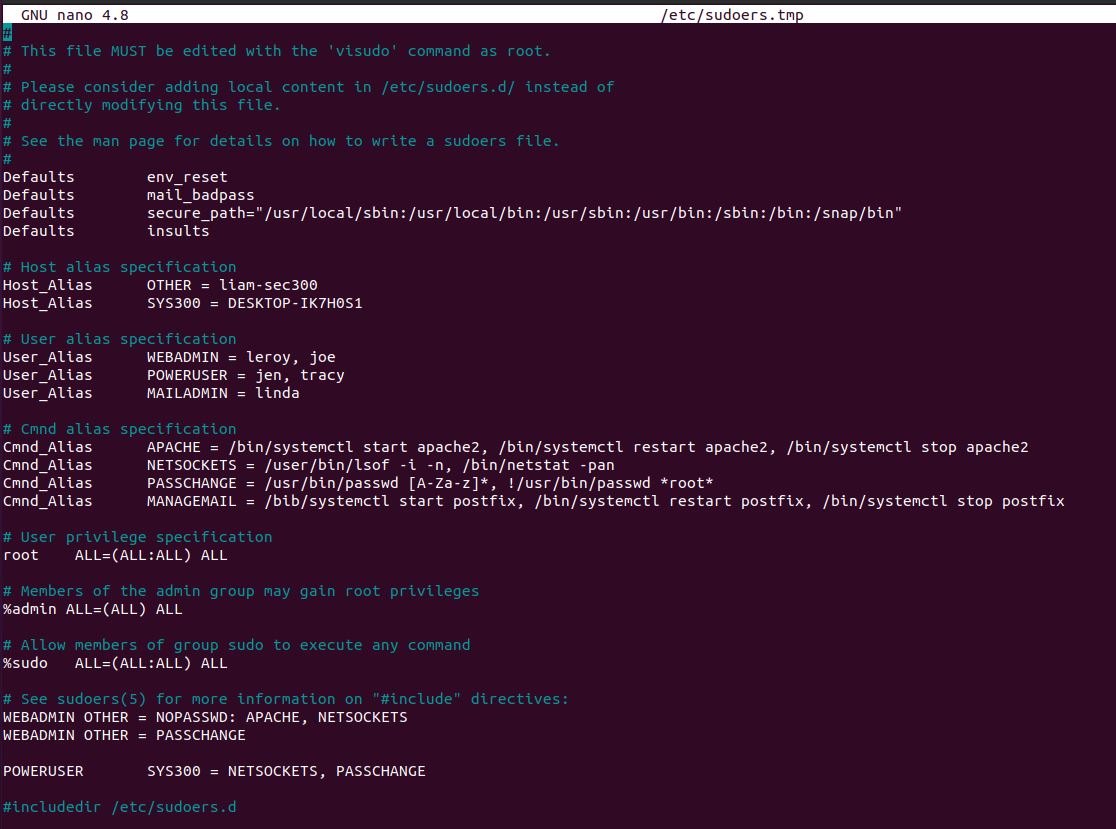 GNU nano 4.8 /etc/sudoers.tmp
#
# This file MUST be edited with the 'visudo' command as root.
#
# Please consider adding local content in /etc/sudoers.d/ instead of
# directly modifying this file.
#
# See the man page for details on how to write a sudoers file.
#
Defaults env_reset
Defaults mail_badpass
Defaults secure_path="/usr/local/sbin:/usr/local/bin:/usr/sbin:/usr/bin:/sbin:/bin:/snap/bin"
Defaults insults
# Host alias specification
Host_Alias OTHER = liam-sec300
Host_Alias SYS300 = DESKTOP-IK7H0S1
# User alias specification
User_Alias WEBADMIN = leroy, joe
User_Alias POWERUSER = jen, tracy
User_Alias MAILADMIN = linda
# Cmnd alias specification
Cmnd_Alias APACHE = /bin/systemctl start apache2, /bin/systemctl restart apache2, /bin/systemctl stop apache2
Cmnd_Alias NETSOCKETS = /user/bin/lsof -i -n, /bin/netstat -pan
Cmnd_Alias PASSCHANGE = /usr/bin/passwd [A-Za-z]*, !/usr/bin/passwd *root*
Cmnd_Alias MANAGEMAIL = /bib/systemctl start postfix, /bin/systemctl restart postfix, /bin/systemctl stop postfix
# User privilege specification
root ALL=(ALL:ALL) ALL
# Members of the admin group may gain root privileges
%admin ALL=(ALL) ALL
# Allow members of group sudo to execute any command
%sudo ALL=(ALL:ALL) ALL
# See sudoers(5) for more information on "#include" directives:
WEBADMIN OTHER = NOPASSWD: APACHE, NETSOCKETS
WEBADMIN OTHER = PASSCHANGE
POWERUSER SYS300 = NETSOCKETS, PASSCHANGE
#includedir /etc/sudoers.d